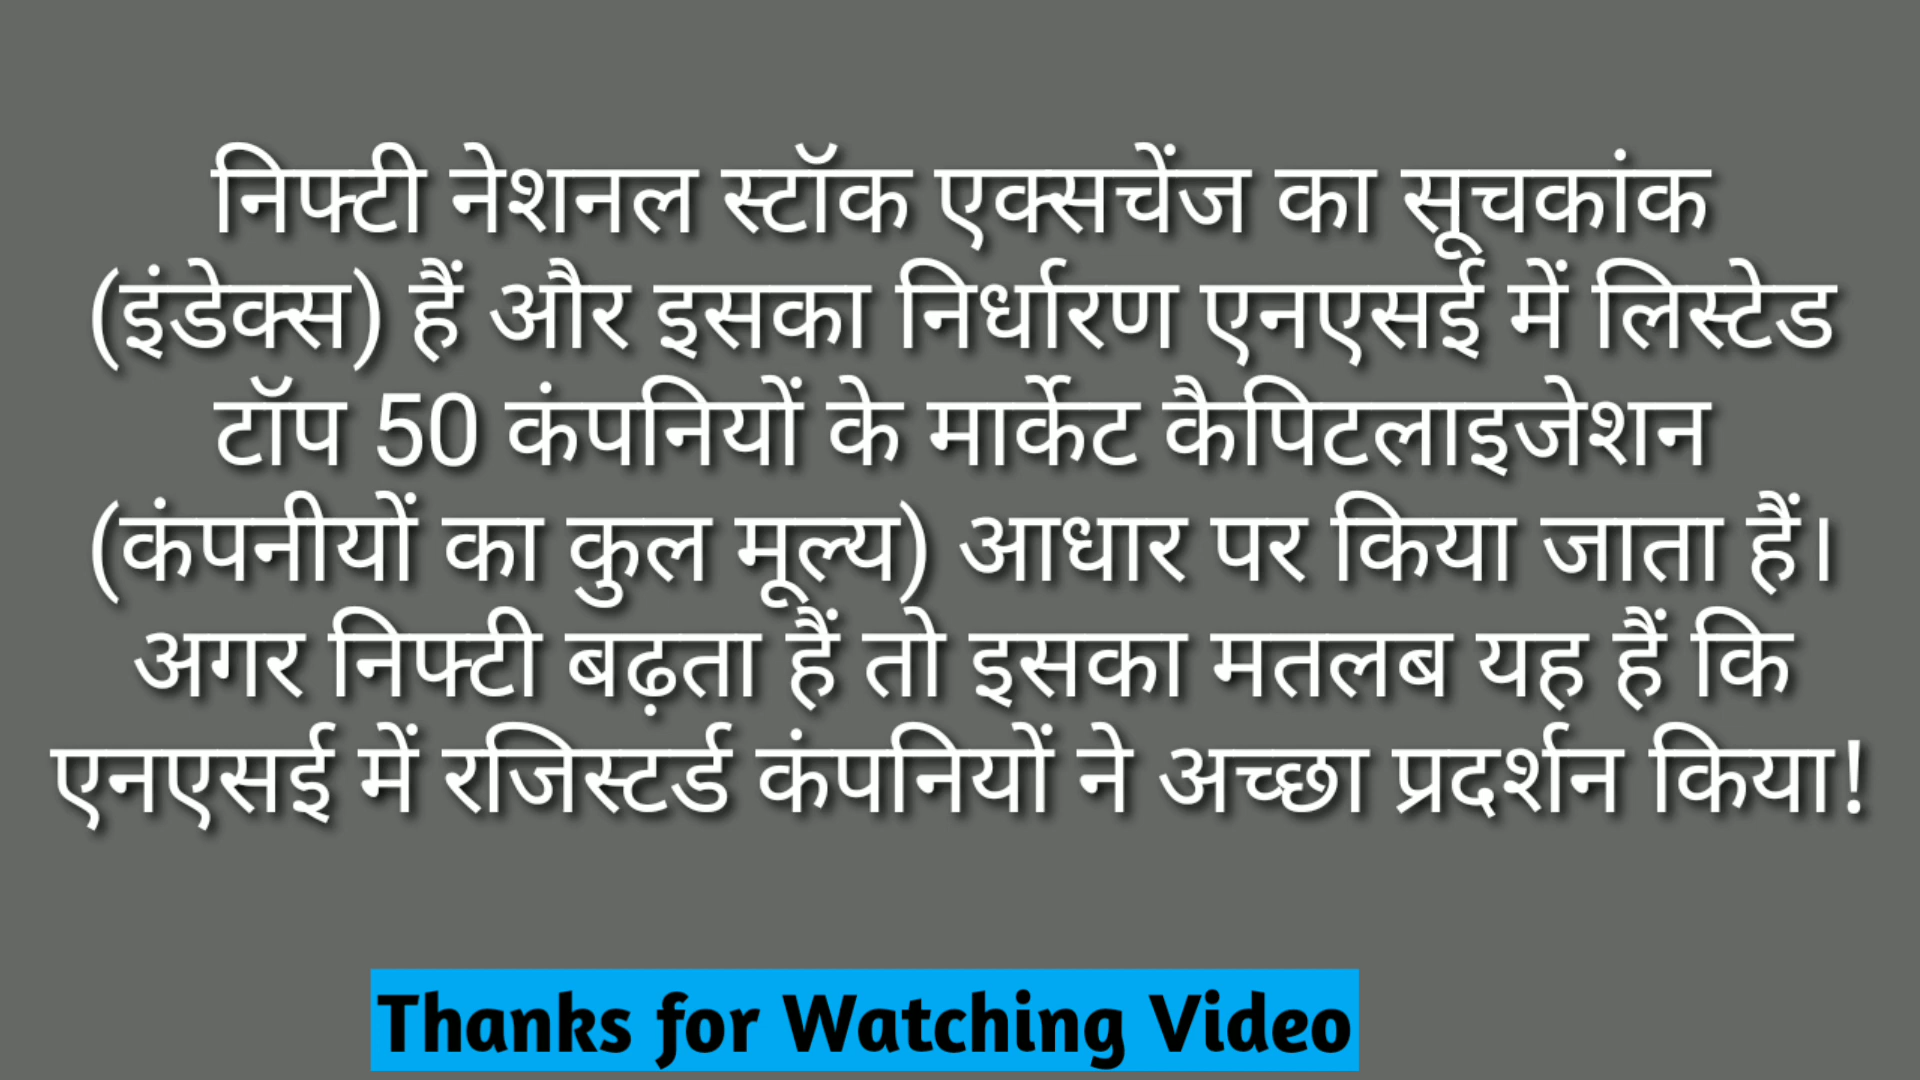 निफ्टी नेशनल स्टॉक एक्सचेंज का सूचकांक
(इंडेक्स) हैं और इसका निर्धारण एनएसई में लिस्टेड
टॉप 50 कंपनियों के मार्केट कैपिटलाइजेशन
(कंपनीयों का कुल मूल्य) आधार पर किया जाता हैं।
अगर निफ्टी बढ़ता हैं तो इसका मतलब यह हैं कि
एनएसई में रजिस्टर्ड कंपनियों ने अच्छा प्रदर्शन किया!
Thanks for Watching Video